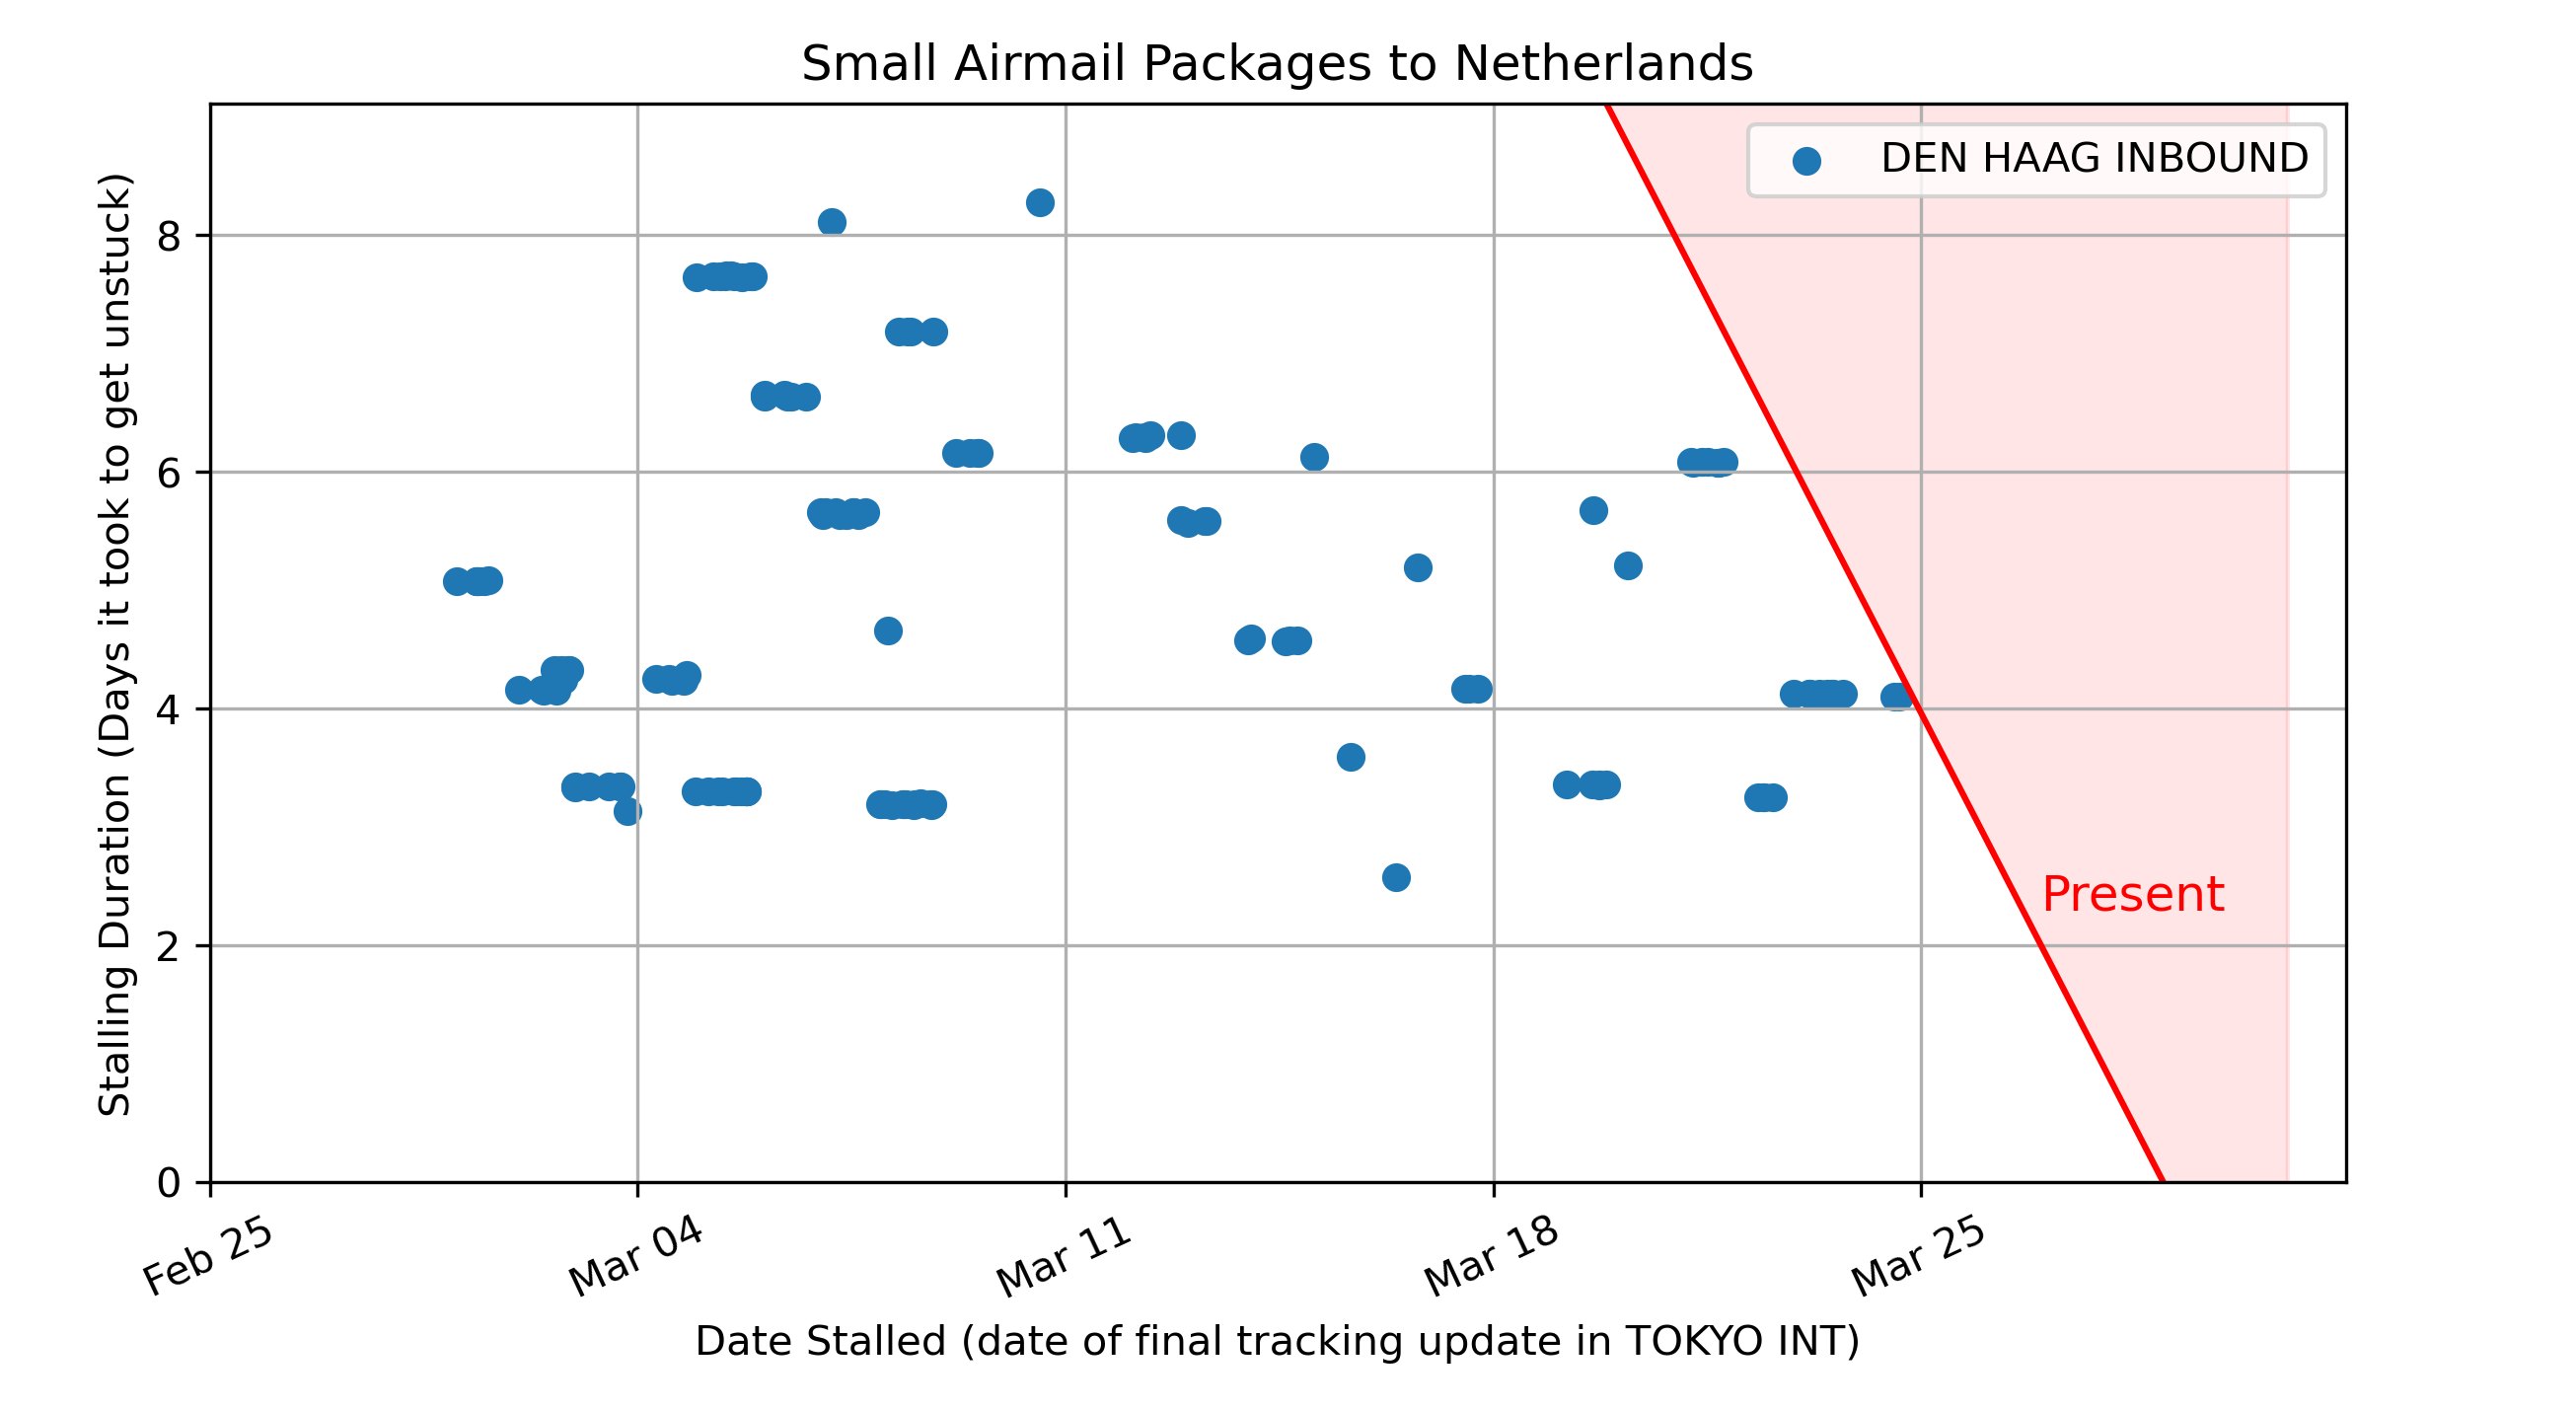 Small Airmail Packages to Netherlands
DEN HAAG INBOUND
Stalling Duration (Days it took to get unstuck)
8
6
4
2
0
Present
Feb 25
Mar 04
Mar 11
Mar 18
Mar 25
Date Stalled (date of final tracking update in TOKYO INT)